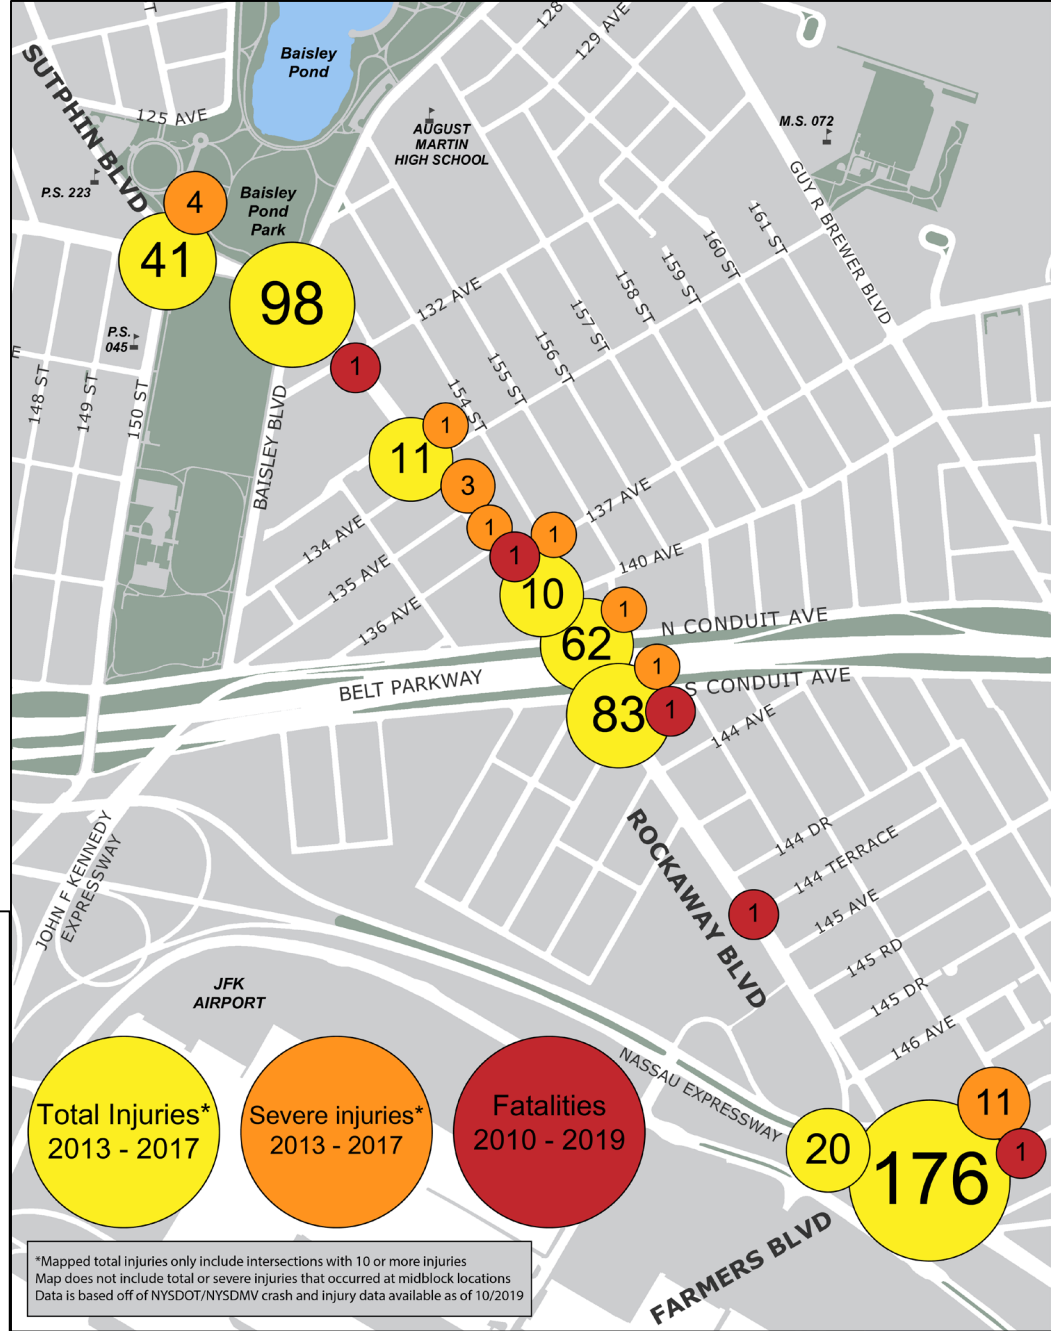 128
129 AVE
T
SUTPHIN BLVD
Baisley
Pond
125 AVE
AUGUST
MARTIN
HIGH SCHOOL
M.S. 072
P.S. 223
4
Baisley
Pond
Park
GUY R BREWER BLVD
161 ST
160 ST
159 ST
158 ST
157 ST
156 ST
155 ST
154 ST
41
98
132 AVE
P.S.
045
E
1
148 ST
149 ST
150 ST
BAISLEY BLVD
1
11
3
137 AVE
134 AVE
1
1
1
135 AVE
140 AVE
10
136 AVE
1
N CONDUIT AVE
62
1
BELT PARKWAY
S CONDUIT AVE
83
1
144 AVE
ROCKAWAY BLVD
144 DR
144 TERRACE
JOHN F KENNEDY
EXPRESSWAY
1
145 AVE
145 RD
JFK
AIRPORT
145 DR
146 AVE
NASSAU EXPRESSWAY
11
20
176
1
FARMERS BLVD
Total Injuries*
2013 - 2017
Severe injuries*
2013 - 2017
Fatalities
2010 - 2019
*Mapped total injuries only include intersections with 10 or more injuries
Map does not include total or severe injuries that occurred at midblock locations
Data is based off of NYSDOT/NYSDMV crash and injury data available as of 10/2019